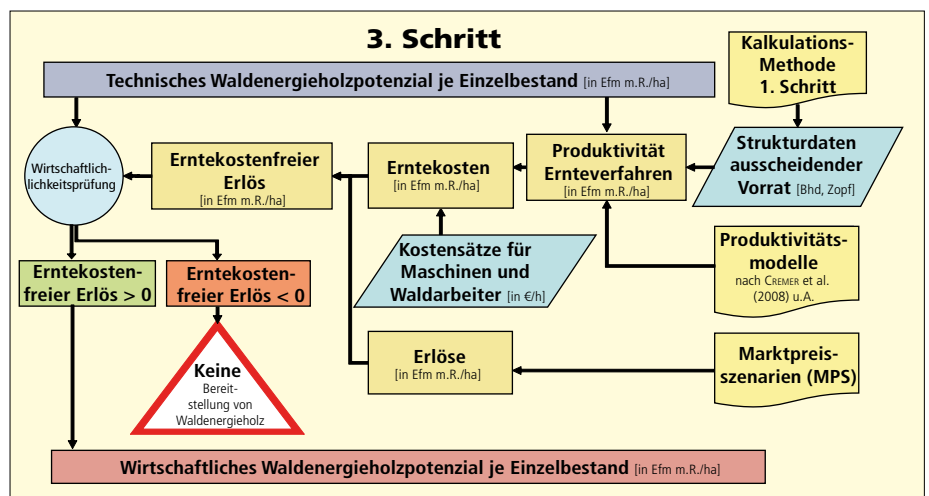 3. Schritt
Kalkulations-
Methode
1. Schritt
Technisches Waldenergieholzpotenzial je Einzelbestand [in Efm m.R./ha]
Wirtschaftlich-
lichkeitsprüfung
Erntekostenfreier
Erlös
[in Efm m.R./ha]
Erntekosten
[in Efm m.R./ha]
Produktivität
Ernteverfahren
[in Efm m.R./ha]
Strukturdaten
ausscheidender
Vorrat [Bhd, Zopf]
Erntekosten-
freier Erlös > 0
Erntekosten-
freier Erlös < 0
Kostensätze für
Maschinen und
Waldarbeiter [in €/h]
Produktivitäts-
modelle
nach CREMER et al.
(2008) u.A.
Keine
Bereit-
stellung von
Waldenergieholz
Erlöse
[in Efm m.R./ha]
Marktpreis-
szenarien (MPS)
Wirtschaftliches Waldenergieholzpotenzial je Einzelbestand [in Efm m.R./ha]